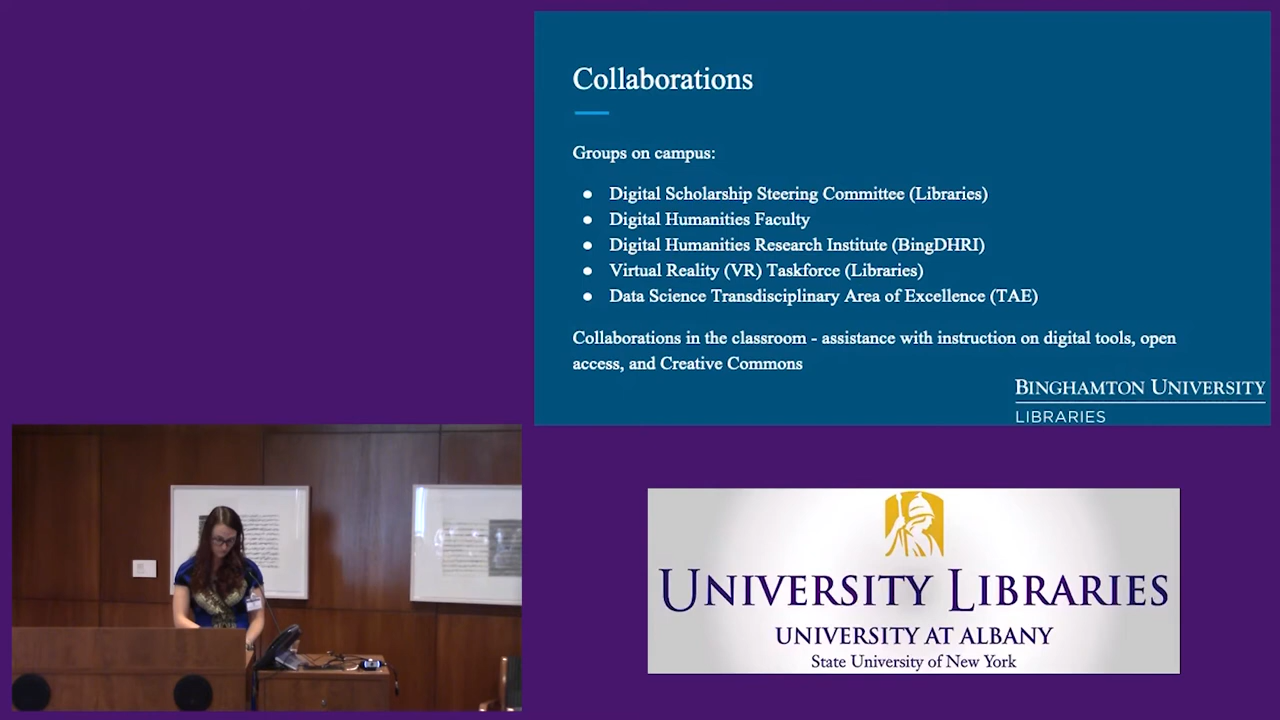 Collaborations
Groups on campus:
● Digital Scholarship Steering Committee (Libraries)
● Digital Humanities Faculty
● Digital Humanities Research Institute (BingDHRI)
● Virtual Reality (VR) Taskforce (Libraries)
● Data Science Transdisciplinary Area of Excellence (TAE)
Collaborations in the classroom - assistance with instruction on digital tools, open
access, and Creative Commons
BINGHAMTON UNIVERSITY
LIBRARIES
UNIVERSITY LIBRARIES
UNIVERSITY AT ALBANY
State University of New York